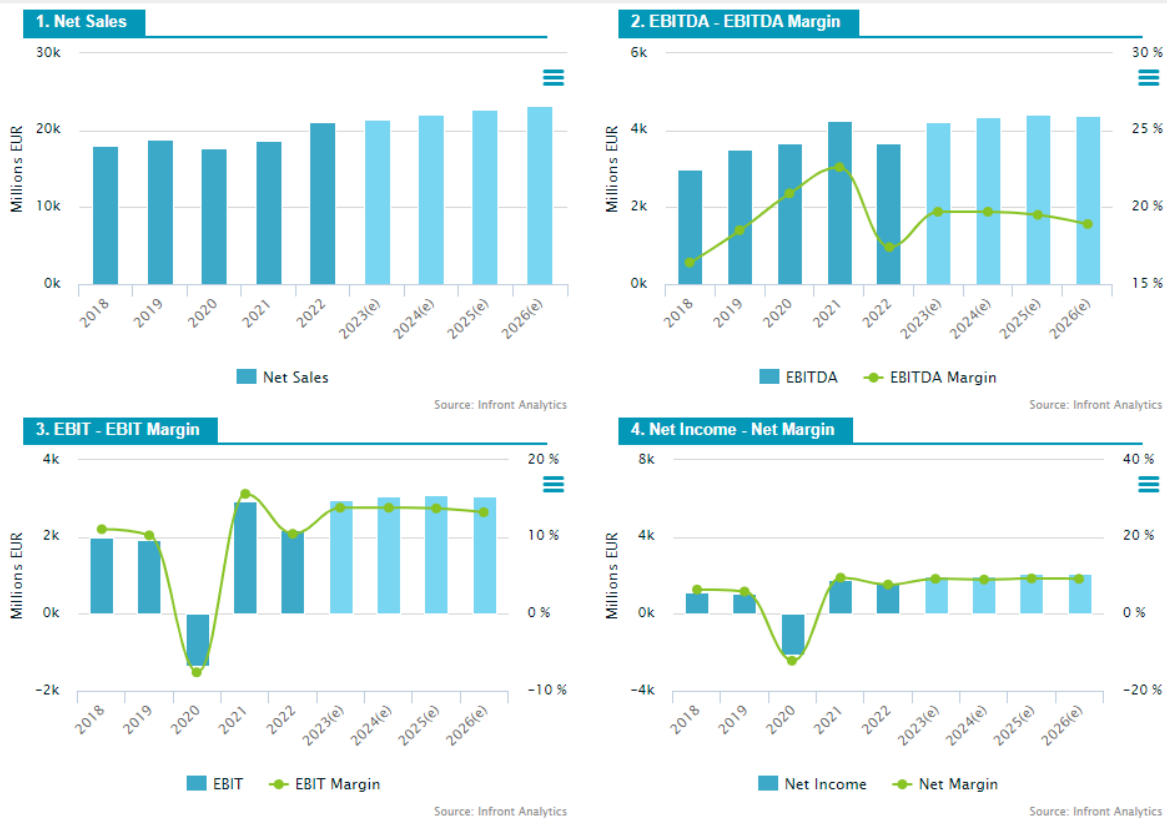 1. Net Sales
30k
20k
10k
0k
Millions EUR
2018
2019
2020
2021
2022
2023(e)
2024(e)
2025(e)
2026(e)
Net Sales
Source: Infront Analytics
2. EBITDA - EBITDA Margin
6k
4k
2k
0k
Millions EUR
30 %
25 %
20 %
15 %
2018
2019
2020
2021
2022
2023(e)
2024(e)
2025(e)
2026(e)
EBITDA EBITDA Margin
Source: Infront Analytics
3. EBIT - EBIT Margin
4k
2k
0k
−2k
Millions EUR
20 %
10 %
0 %
−10 %
2018
2019
2020
2021
2022
2023(e)
2024(e)
2025(e)
2026(e)
EBIT EBIT Margin
Source: Infront Analytics
4. Net Income - Net Margin
8k
4k
0k
−4k
Millions EUR
40 %
20 %
0 %
−20 %
2018
2019
2020
2021
2022
2023(e)
2024(e)
2025(e)
2026(e)
Net Income Net Margin
Source: Infront Analytics